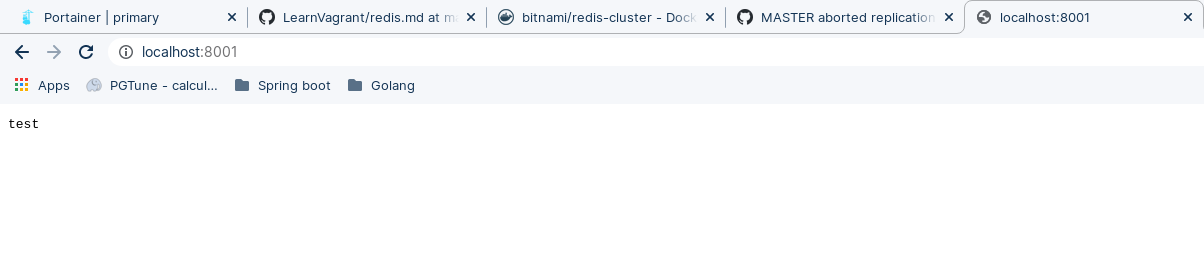 Portainer | primary
LearnVagrant/redis.md at
bitnami/redis-cluster - Dock
MASTER aborted replication
localhost:8001
localhost:8001
Apps
PGTune - calcul...
Spring boot
Golang
test